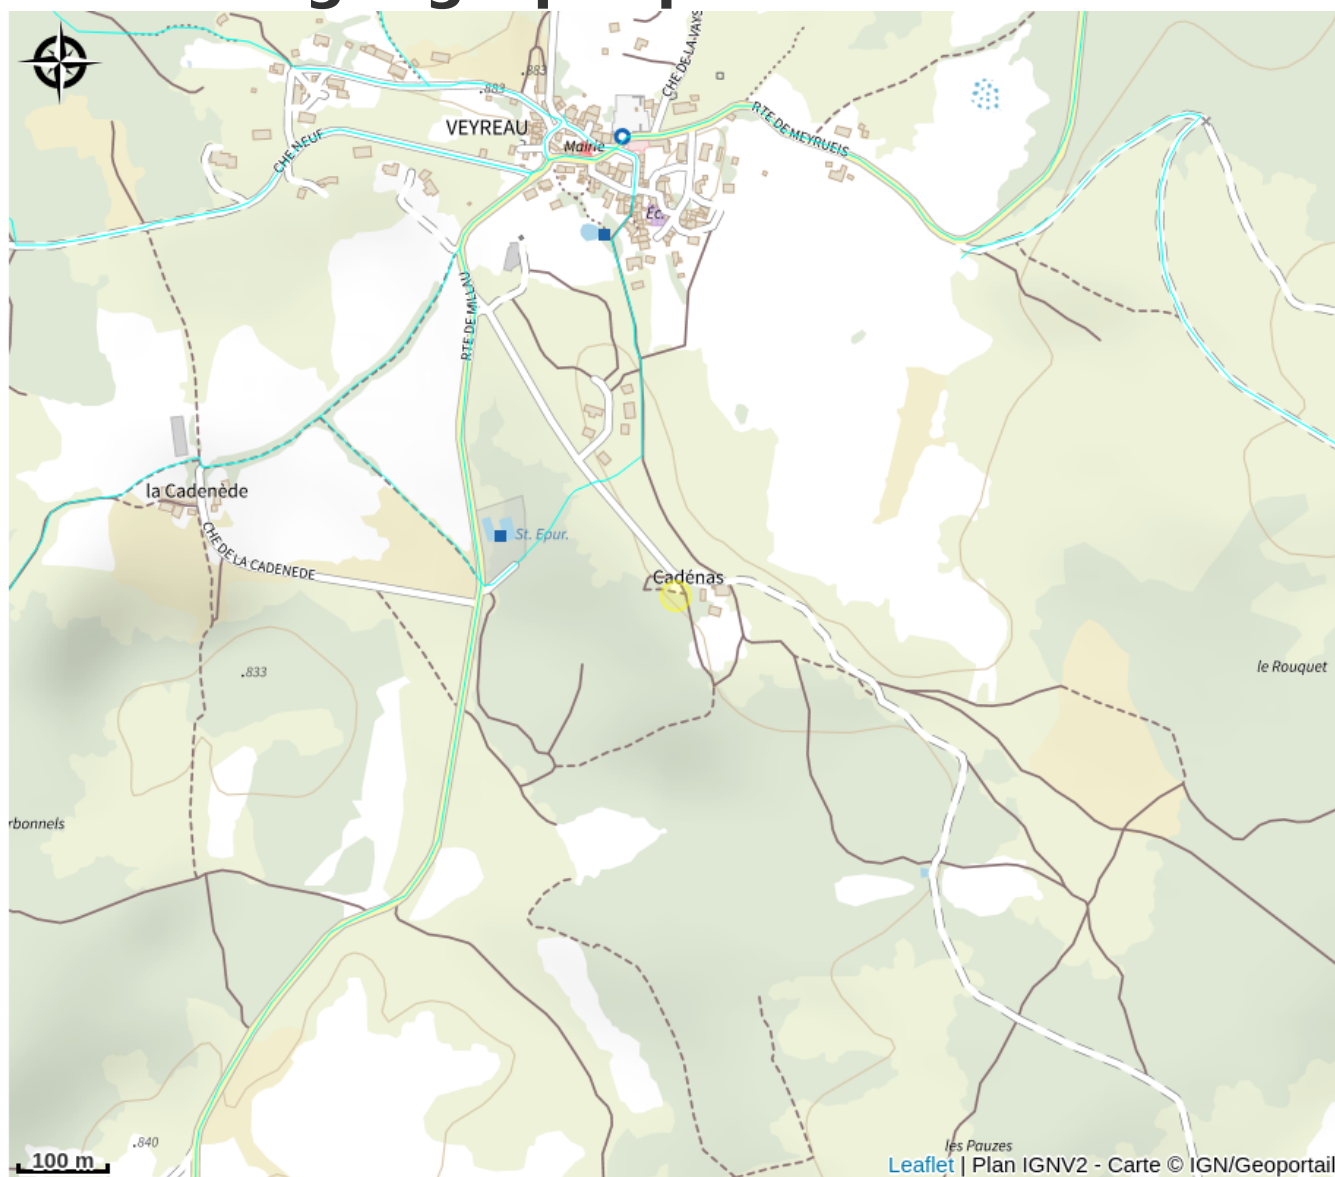 CHE DE LA VAYS
.883
.883
VEYREAU
RTE DE MEYRUEIS
Mairie
CHE NEUF
Ec.
RTE DE MILLAU
la Cadenède
St. Epur.
CHE DE LA CADENEDE
Cadénas
le Rouquet
.833
rbonnels
.840
les Pauzes
100 m
Leaflet | Plan IGNV2 - Carte © IGN/Geoportail